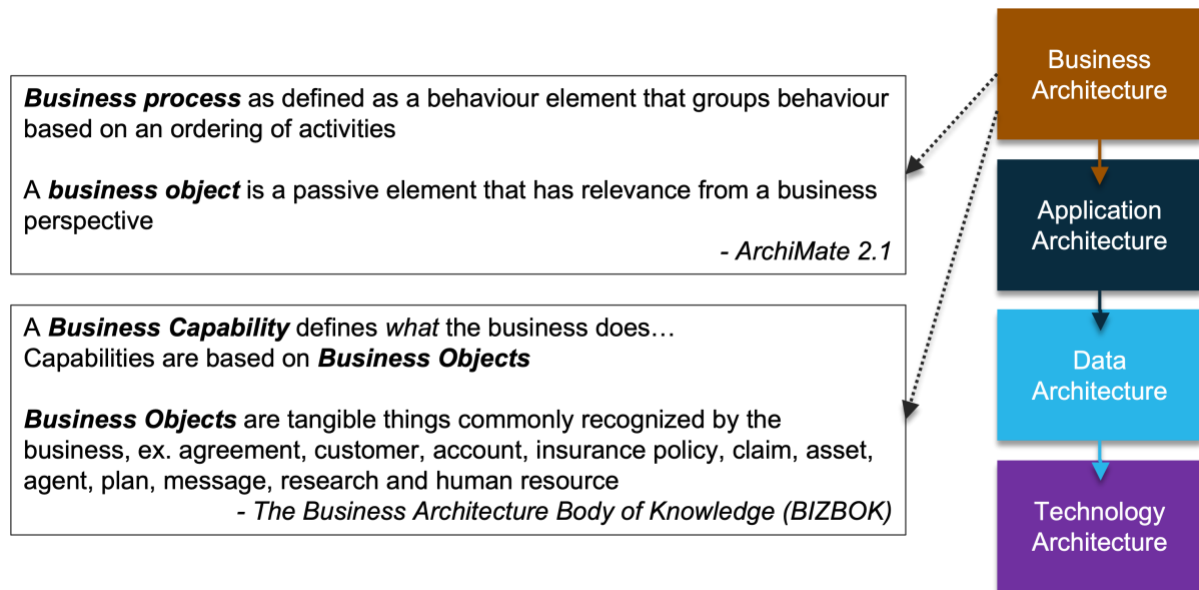 Business process as defined as a behaviour element that groups behaviour
based on an ordering of activities
A business object is a passive element that has relevance from a business
perspective
- ArchiMate 2.1
A Business Capability defines what the business does…
Capabilities are based on Business Objects
Business Objects are tangible things commonly recognized by the
business, ex. agreement, customer, account, insurance policy, claim, asset,
agent, plan, message, research and human resource
- The Business Architecture Body of Knowledge (BIZBOK)
Business
Architecture
Application
Architecture
Data
Architecture
Technology
Architecture